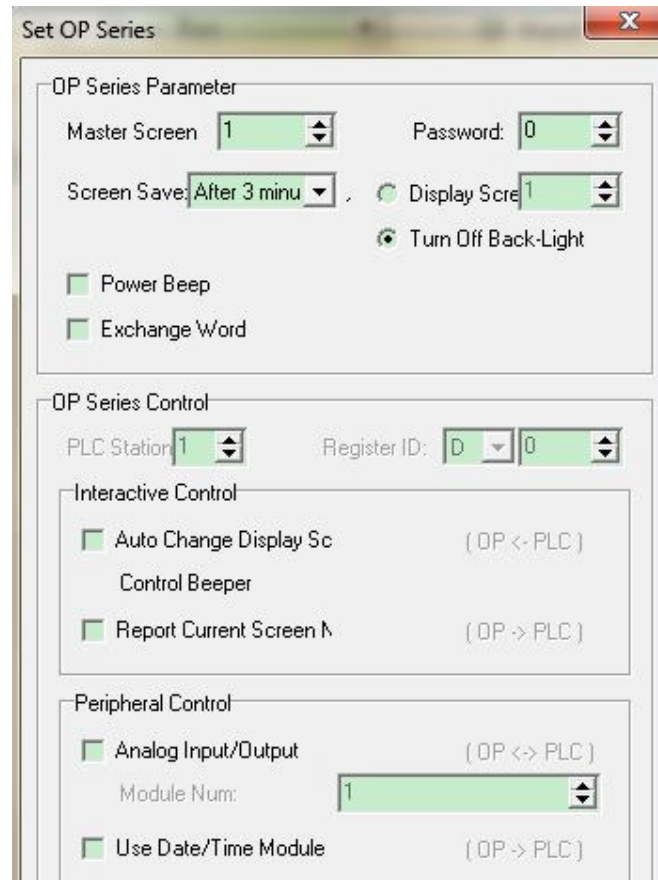 Set OP Series
OP Series Parameter
Master Screen 1 Password: 0
Screen Save: After 3 minu , Display Scre 1
Turn Off Back-Light
Power Beep
Exchange Word
OP Series Control
PLC Station 1 Register ID: D 0
Interactive Control
Auto Change Display Sc ( OP <- PLC )
Control Beeper
Report Current Screen N ( OP -> PLC )
Peripheral Control
Analog Input/Output ( OP <-> PLC )
Module Num: 1
Use Date/Time Module ( OP -> PLC )